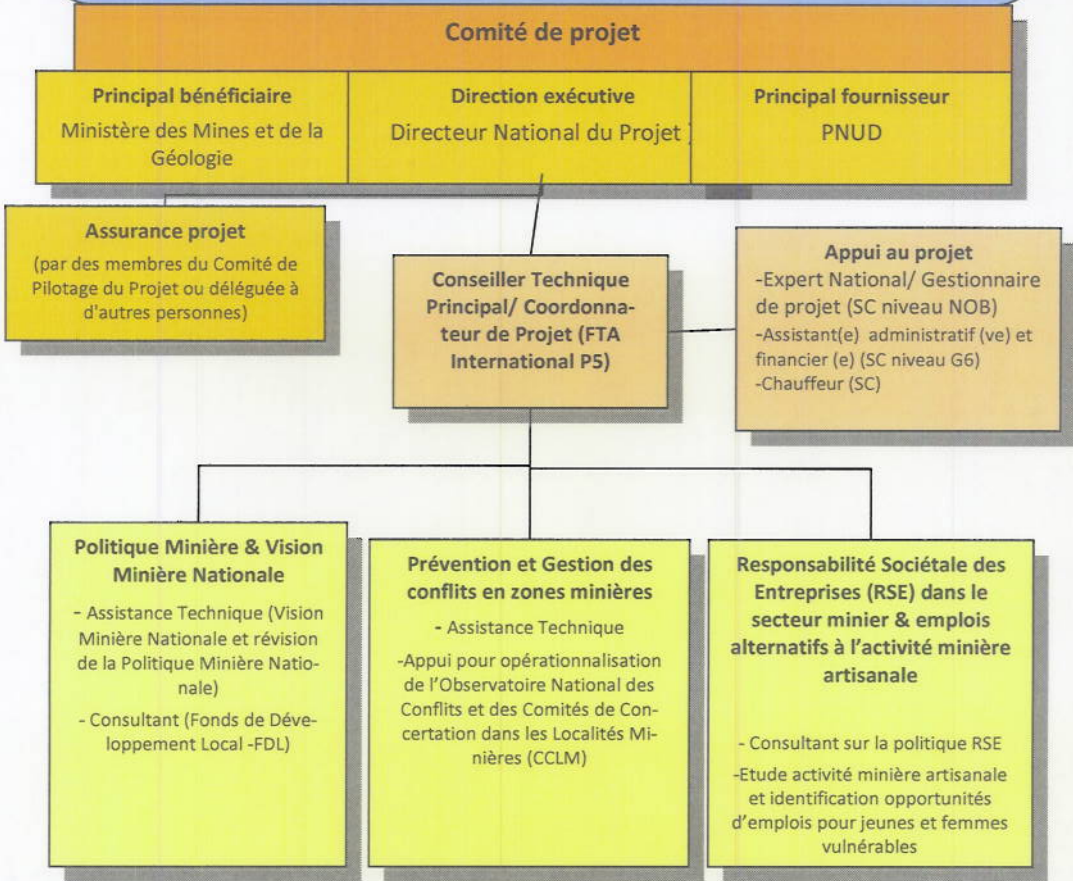 Comité de projet
Principal bénéficiaire
Ministère des Mines et de la
Géologie
Direction exécutive
Directeur National du Projet
Principal fournisseur
PNUD
Assurance projet
(par des membres du Comité de
Pilotage du Projet ou déléguée à
d'autres personnes)
Conseiller Technique
Principal/ Coordonna-
teur de Projet (FTA
International P5)
Appui au projet
-Expert National/ Gestionnaire
de projet (SC niveau NOB)
-Assistant(e) administratif (ve) et
financier (e) (SC niveau G6)
-Chauffeur (SC)
Politique Minière & Vision
Minière Nationale
- Assistance Technique (Vision
Minière Nationale et révision
de la Politique Minière Natio-
nale)
- Consultant (Fonds de Déve-
loppement Local -FDL)
Prévention et Gestion des
conflits en zones minières
- Assistance Technique
-Appui pour opérationnalisation
de l'Observatoire National des
Conflits et des Comités de Con-
certation dans les Localités Mi-
nières (CCLM)
Responsabilité Sociétale des
Entreprises (RSE) dans le
secteur minier & emplois
alternatifs à l'activité minière
artisanale
- Consultant sur la politique RSE
-Etude activité minière artisanale
et identification opportunités
d'emplois pour jeunes et femmes
vulnérables